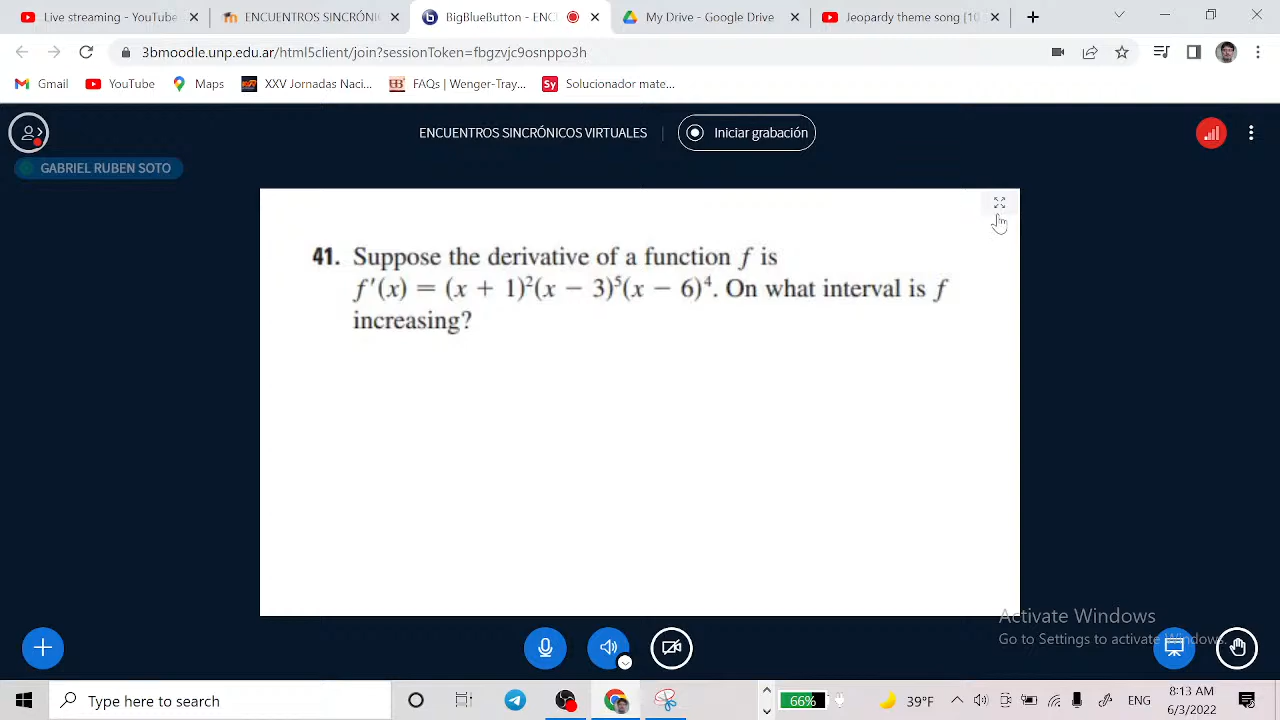 Live streaming - YouTube
ENCUENTROS SINCRÓNI
BigBlueButton - ENC
My Drive - Google Drive
Jeopardy theme song [10
3bmoodle.unp.edu.ar/html5client/join?sessionToken=fhgzvjc9osnppo3h
Gmail
YouTube
Maps
XXV Jornadas Naci...
FAQs | Wenger-Tray...
Sy
Solucionador mate...
ENCUENTROS SINCRÓNICOS VIRTUALES
Iniciar grabación
GABRIEL RUBEN SOTO
41. Suppose the derivative of a function f is
f′(x) = (x + 1)²(x − 3)⁵(x − 6)⁴. On what interval is f
increasing?
Activate Windows
Go to Settings to activate Windows.
Type here to search
66%
39°F
ENG
8:13 AM
6/3/2022